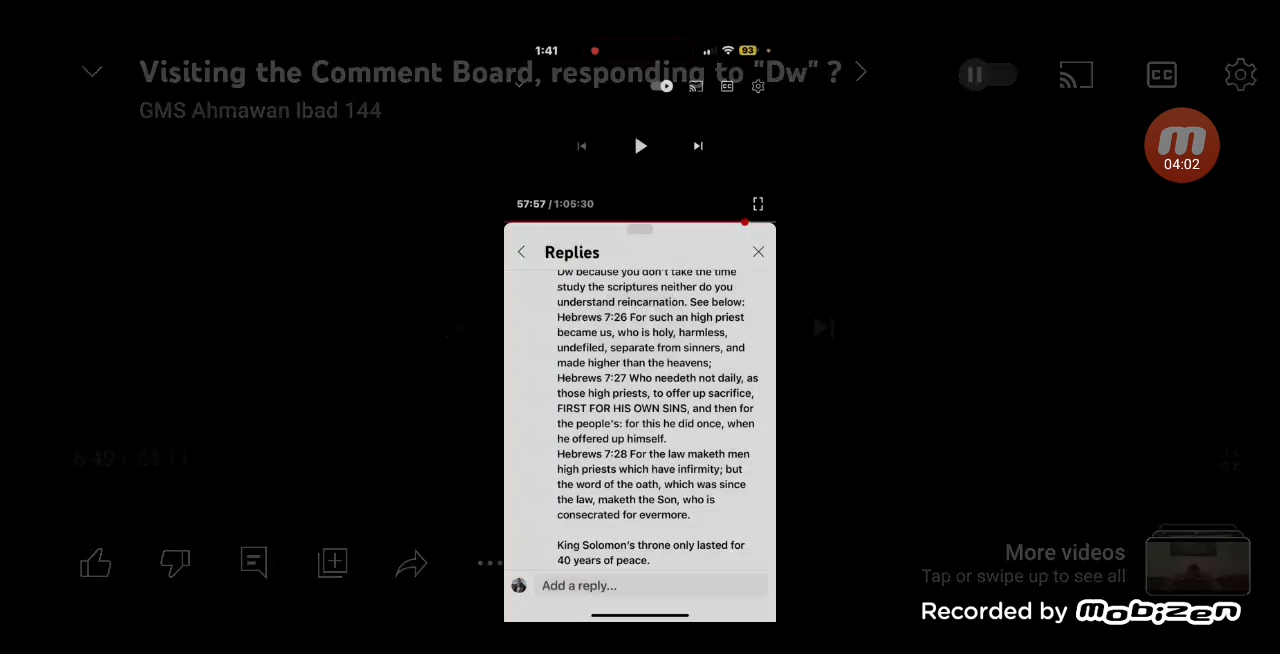 1:41
93
Visiting the Comment Board, responding to "Dw" ?
GMS Ahmawan Ibad 144
CC
CC
04:02
57:57 / 1:05:30
Replies
Dw because you don't take the time
study the scriptures neither do you
understand reincarnation. See below:
Hebrews 7:26 For such an high priest
became us, who is holy, harmless,
undefiled, separate from sinners, and
made higher than the heavens;
Hebrews 7:27 Who needeth not daily, as
those high priests, to offer up sacrifice,
FIRST FOR HIS OWN SINS, and then for
the people's: for this he did once, when
he offered up himself.
Hebrews 7:28 For the law maketh men
high priests which have infirmity; but
the word of the oath, which was since
the law, maketh the Son, who is
consecrated for evermore.
King Solomon's throne only lasted for
40 years of peace.
Add a reply...
6:49 / 24:11
More videos
Tap or swipe up to see all
Recorded by mobizen